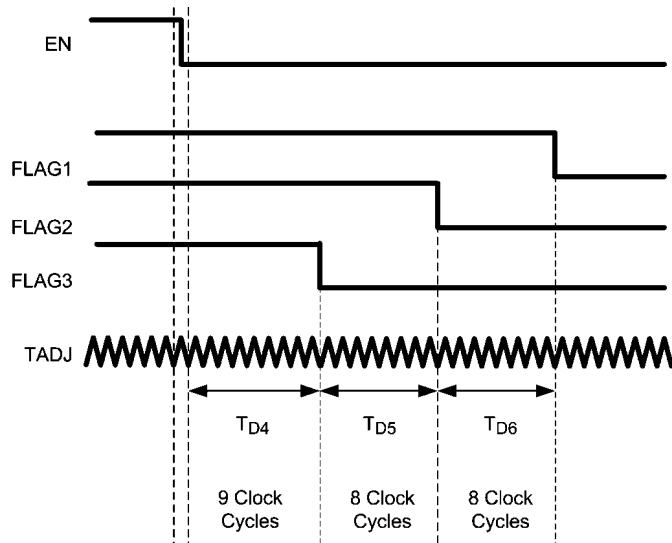 EN
FLAG1
FLAG2
FLAG3
TADJ
TD4 TD5 TD6
9 Clock 8 Clock 8 Clock
Cycles Cycles Cycles